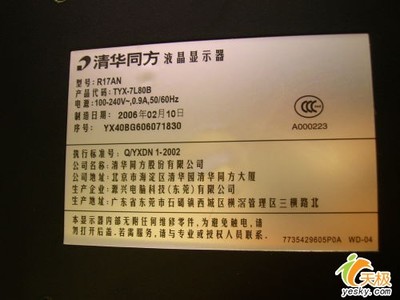 清华同方 液晶显示器
型号: R17AN
产品代码: TYX-7L80B
电源: 100-240V~,0.9A,50/60Hz
制造日期: 2006年02月10日
序号: YX40BG606071830
CCC
A000223
执行标准号: Q/YXDN 1-2002
公司名称: 清华同方股份有限公司
公司地址: 北京市海淀区清华园清华同方大厦
生产企业: 源兴电脑科技(东莞)有限公司
生产地址: 广东省东莞市石碣镇西城区横滘管理区三横路北
本显示器内部无附任何维修零件,为避免触电,请
勿打开后盖。若需服务,请与专业或授权人员联系。
7735429605P0A WD-04
天极
yesky.com